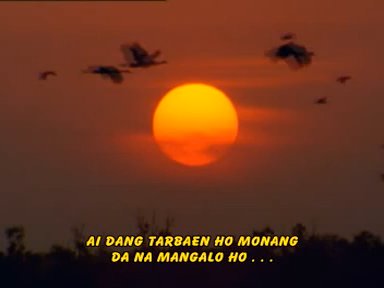 AI DANG TARBAEN HO MONANG
DA NA MANGALO HO . . .